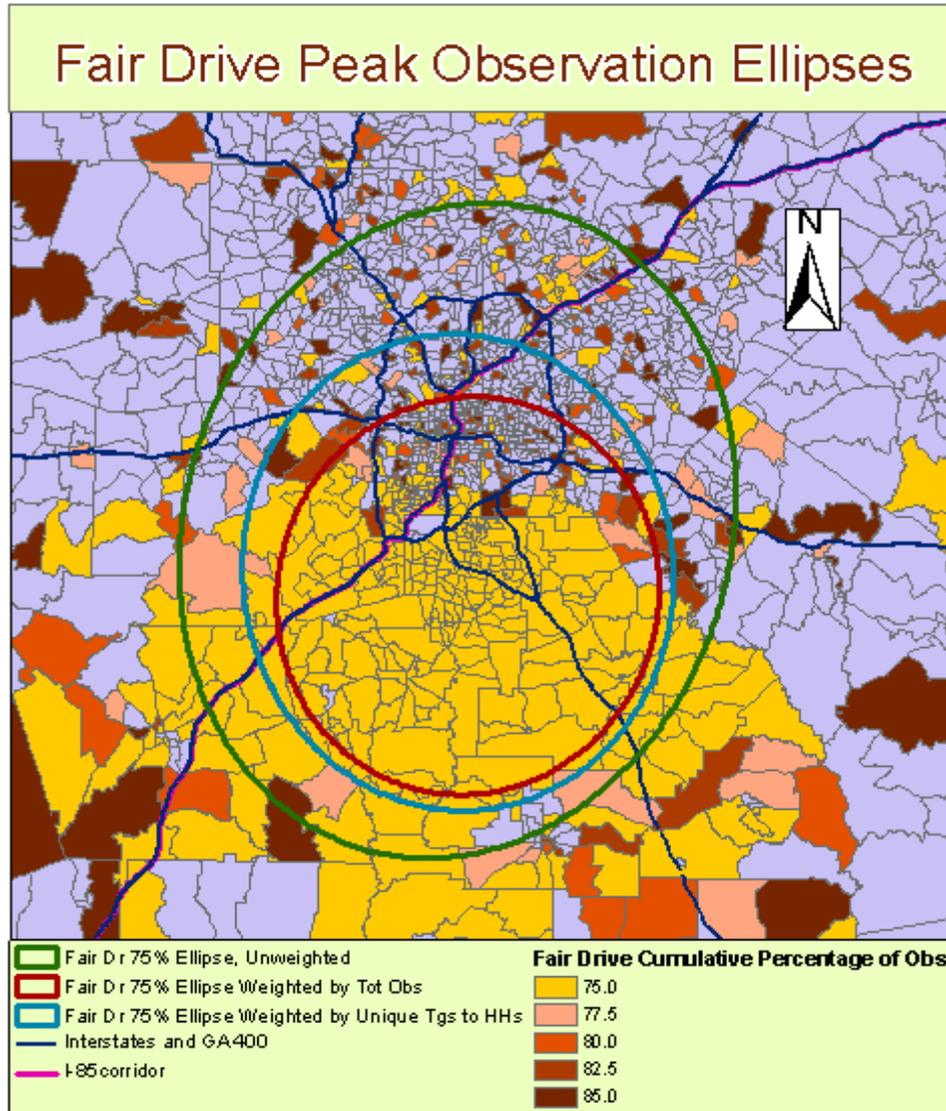 Fair Drive Peak Observation Ellipses
N
Fair Dr 75% Ellipse, Unweighted
Fair Dr 75% Ellipse Weighted by Tot Obs
Fair Dr 75% Ellipse Weighted by Unique Tgs to HHs
Interstates and GA400
I-85 corridor
Fair Drive Cumulative Percentage of Obs
75.0
77.5
80.0
82.5
85.0